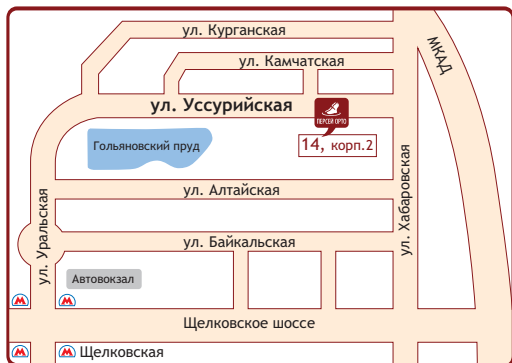 ул. Курганская
ул. Камчатская
МКАД
ул. Уссурийская
ПЕРСЕЙ ОРТО
Гольяновский пруд
14, корп.2
ул. Алтайская
ул. Хабаровская
ул. Уральская
ул. Байкальская
Автовокзал
М
М
Щелковское шоссе
М
М Щелковская